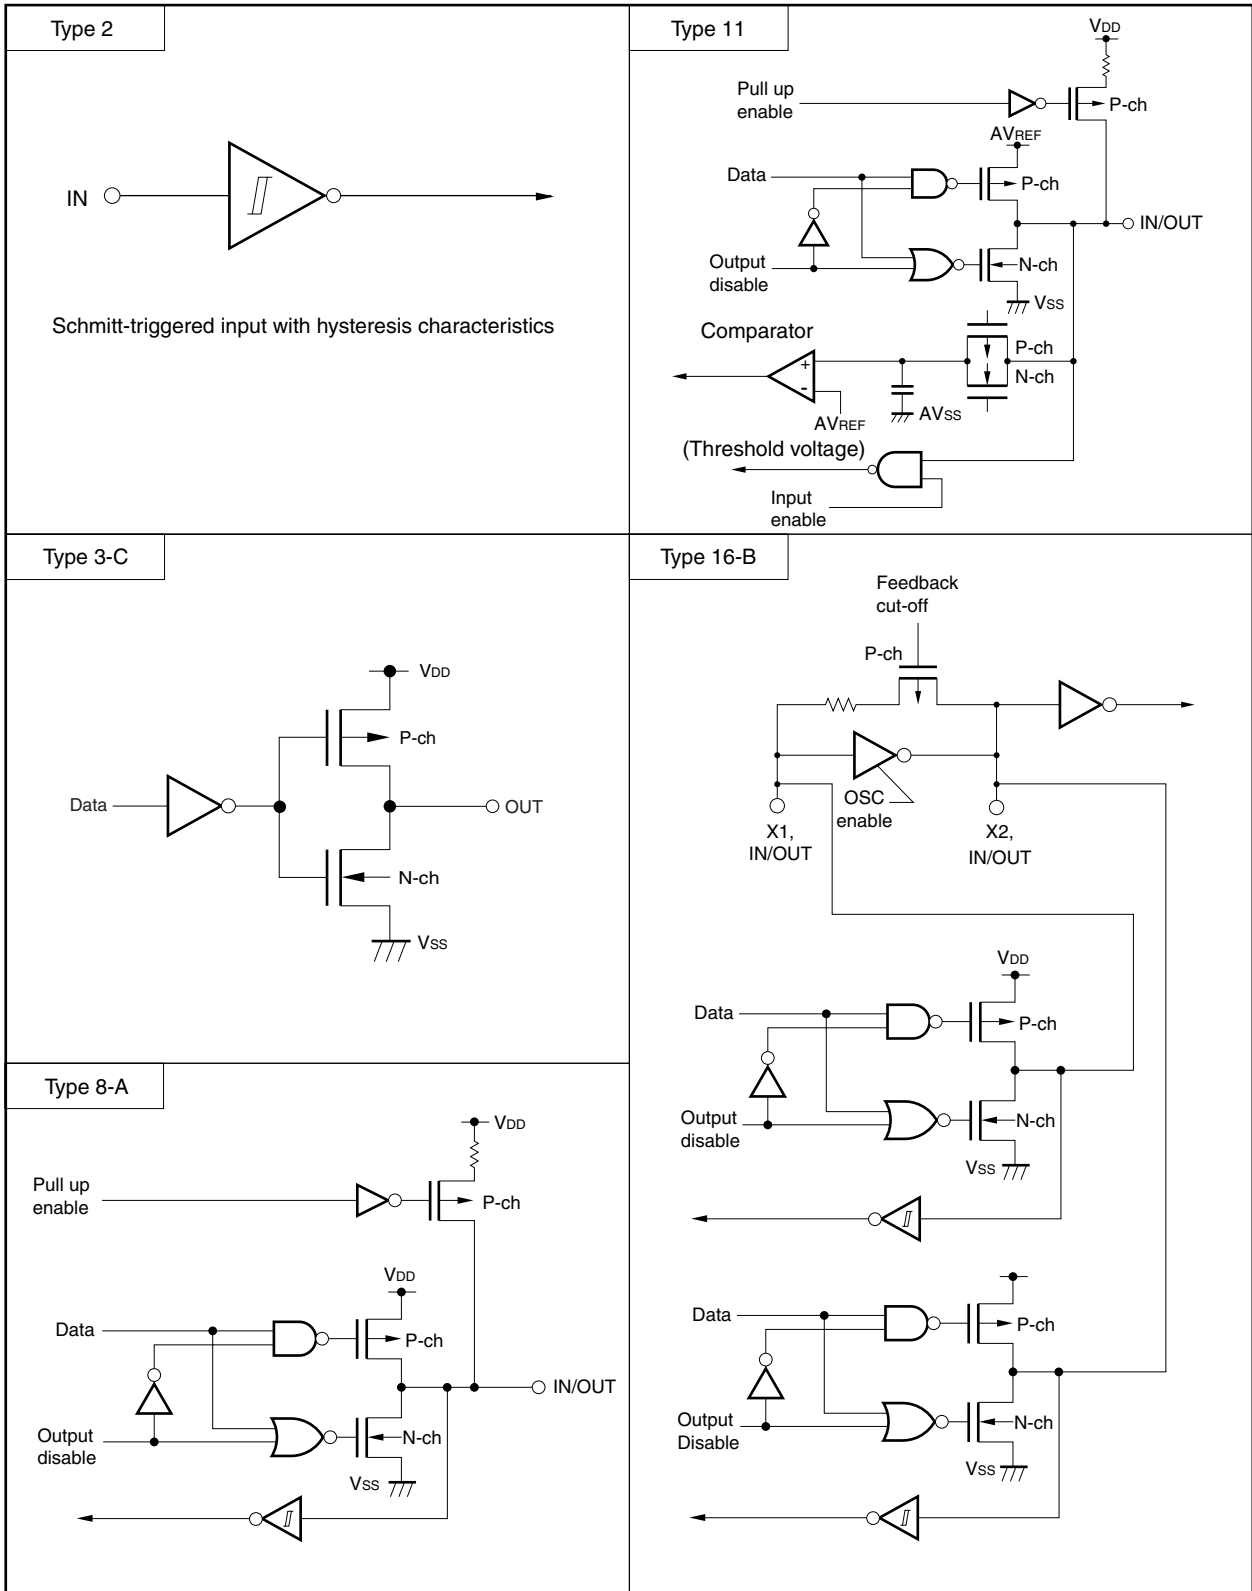 Type 2
IN
Schmitt-triggered input with hysteresis characteristics
Type 11
VDD
Pull up
enable
P-ch
AVREF
Data
P-ch
IN/OUT
Output
disable
N-ch
VSS
Comparator
P-ch
N-ch
+
-
AVSS
AVREF
(Threshold voltage)
Input
enable
Type 3-C
VDD
P-ch
Data
OUT
N-ch
VSS
Type 8-A
VDD
Pull up
enable
P-ch
VDD
Data
P-ch
IN/OUT
Output
disable
N-ch
VSS
Type 16-B
Feedback
cut-off
P-ch
OSC
enable
X1,
IN/OUT
X2,
IN/OUT
VDD
Data
P-ch
Output
disable
N-ch
VSS
Data
P-ch
Output
Disable
N-ch
VSS